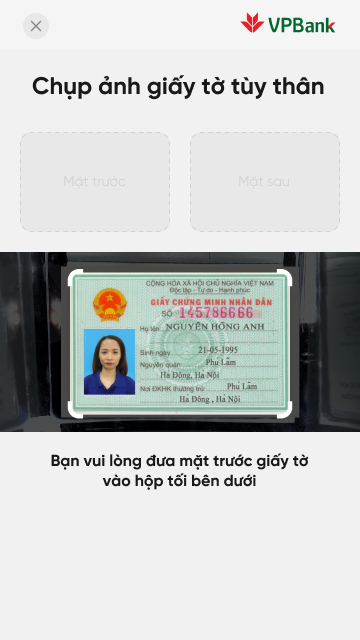 VPBank
Chụp ảnh giấy tờ tùy thân
Mặt trước
Mặt sau
CỘNG HÒA XÃ HỘI CHỦ NGHĨA VIỆT NAM
Độc lập - Tự do - Hạnh phúc
GIẤY CHỨNG MINH NHÂN DÂN
SỐ 145786666
Họ tên NGUYỄN HỒNG ANH
Sinh ngày 21-05-1995
Nguyên quán Phú Lãm
Hà Đông, Hà Nội
Nơi ĐKHK thường trú: Phú Lãm
Hà Đông , Hà Nội
Bạn vui lòng đưa mặt trước giấy tờ
vào hộp tối bên dưới